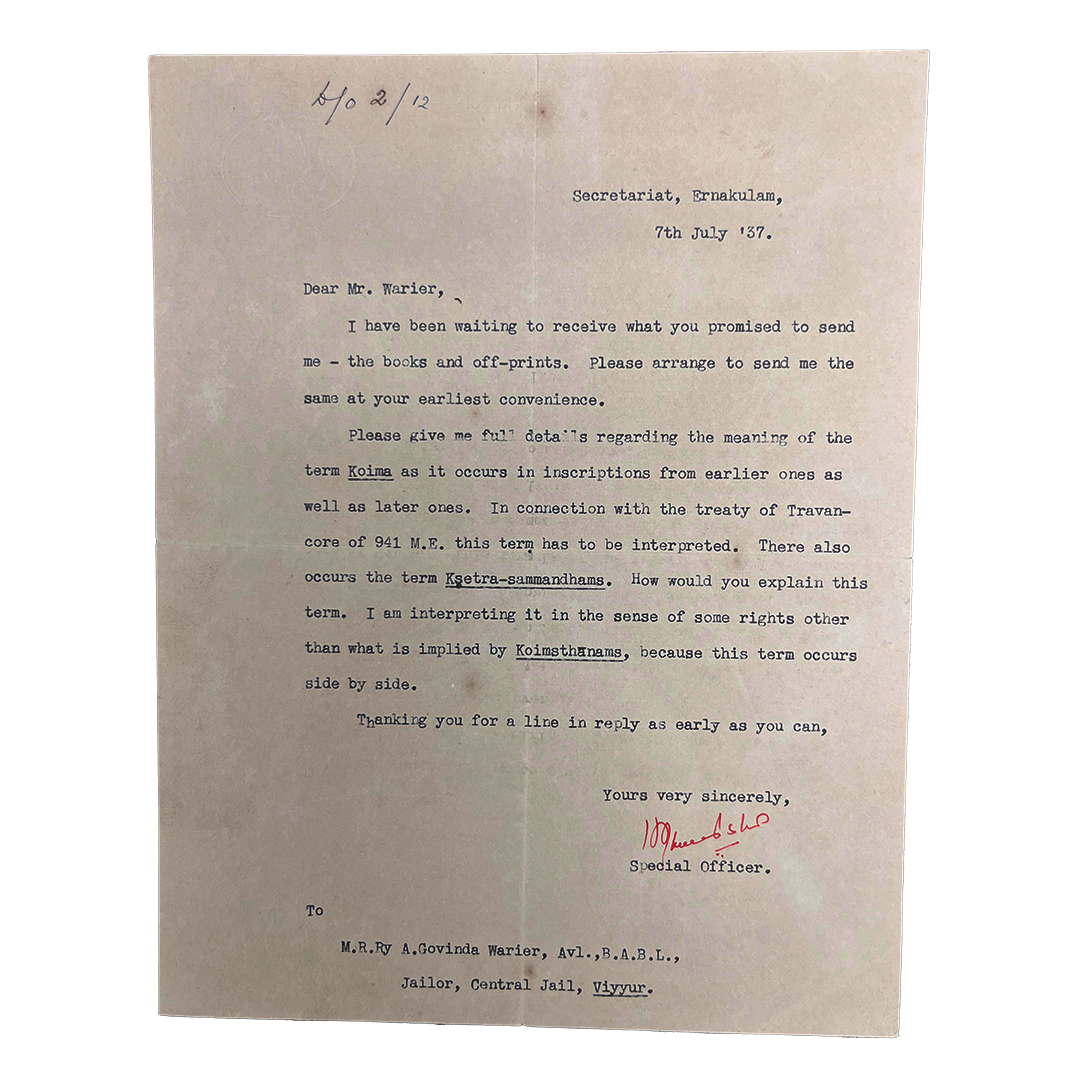 D/o 2/12
Secretariat, Ernakulam,
7th July '37.
Dear Mr. Warier,
I have been waiting to receive what you promised to send
me - the books and off-prints. Please arrange to send me the
same at your earliest convenience.
Please give me full details regarding the meaning of the
term Koima as it occurs in inscriptions from earlier ones as
well as later ones. In connection with the treaty of Travan-
core of 941 M.E. this term has to be interpreted. There also
occurs the term Ksetra-sammandhams. How would you explain this
term. I am interpreting it in the sense of some rights other
than what is implied by Koimsthanams, because this term occurs
side by side.
Thanking you for a line in reply as early as you can,
Yours very sincerely,
Special Officer.
To
M.R.Ry A.Govinda Warier, Avl.,B.A.B.L.,
Jailor, Central Jail, Viyyur.